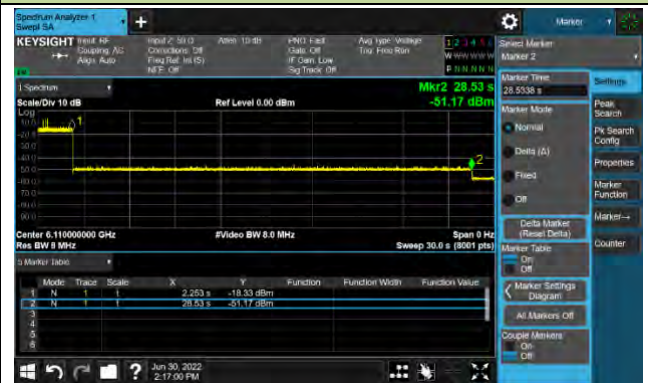 Spectrum Analyzer 1
Swept SA
+
Marker
KEYSIGHT
Input: RF
Coupling: AC
Align: Auto
Input Z: 50 Ω
Corrections: Off
Freq Ref: Int (S)
NFE: Off
Atten: 10 dB
PNO: Fast
Gate: Off
IF Gain: Low
Sig Track: Off
Avg Type: Voltage
Trig: Free Run
1 2 3 4 5 6
W W W W W W
P N N N N N
Select Marker
Marker 2
1 Spectrum
Scale/Div 10 dB
Ref Level 0.00 dBm
Mkr2 28.53 s
-51.17 dBm
Log
1
2
Center 6.110000000 GHz
#Video BW 8.0 MHz
Span 0 Hz
Res BW 8 MHz
Sweep 30.0 s (8001 pts)
Marker Time
28.5338 s
Marker Mode
Normal
Delta (Δ)
Fixed
Off
Delta Marker
(Reset Delta)
Marker Table
On
Off
Marker Settings
Diagram
All Markers Off
Couple Markers
On
Off
Settings
Peak
Search
Pk Search
Config
Properties
Marker
Function
Marker→
Counter
5 Marker Table
Mode Trace Scale X Y Function Function Width Function Value
1 N 1 t 2.253 s -18.33 dBm
2 N 1 t 28.53 s -51.17 dBm
3
4
5
6
?
Jun 30, 2022
2:17:00 PM